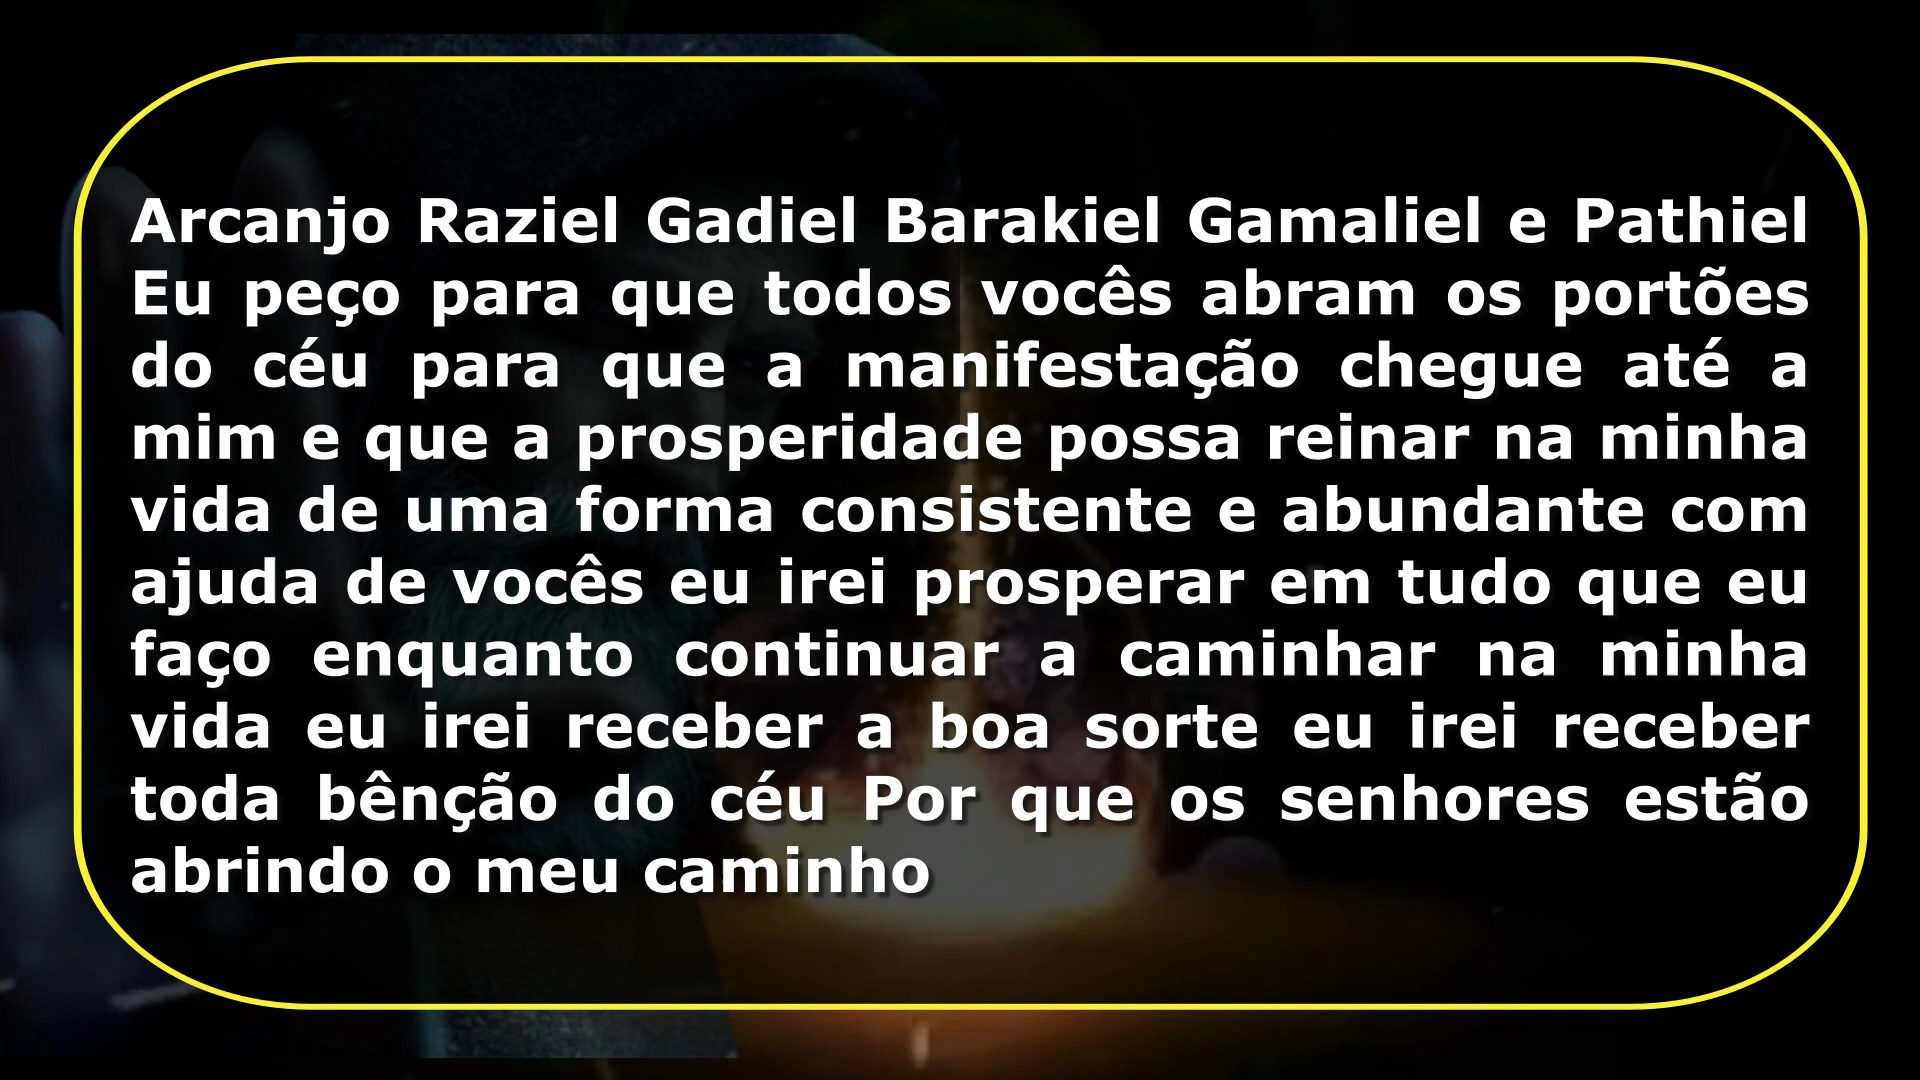 Arcanjo Raziel Gadiel Barakiel Gamaliel e Pathiel
Eu peço para que todos vocês abram os portões
do céu para que a manifestação chegue até a
mim e que a prosperidade possa reinar na minha
vida de uma forma consistente e abundante com
ajuda de vocês eu irei prosperar em tudo que eu
faço enquanto continuar a caminhar na minha
vida eu irei receber a boa sorte eu irei receber
toda bênção do céu Por que os senhores estão
abrindo o meu caminho